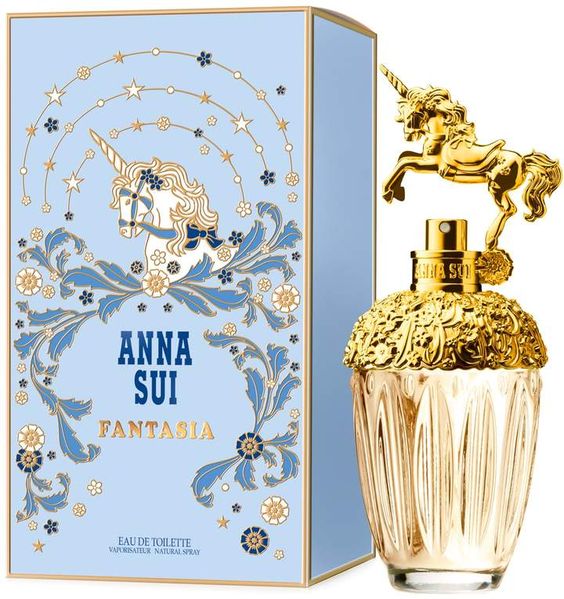 ANNA
SUI
FANTASIA
EAU DE TOILETTE
VAPORISATEUR NATURAL SPRAY
ANNA SUI